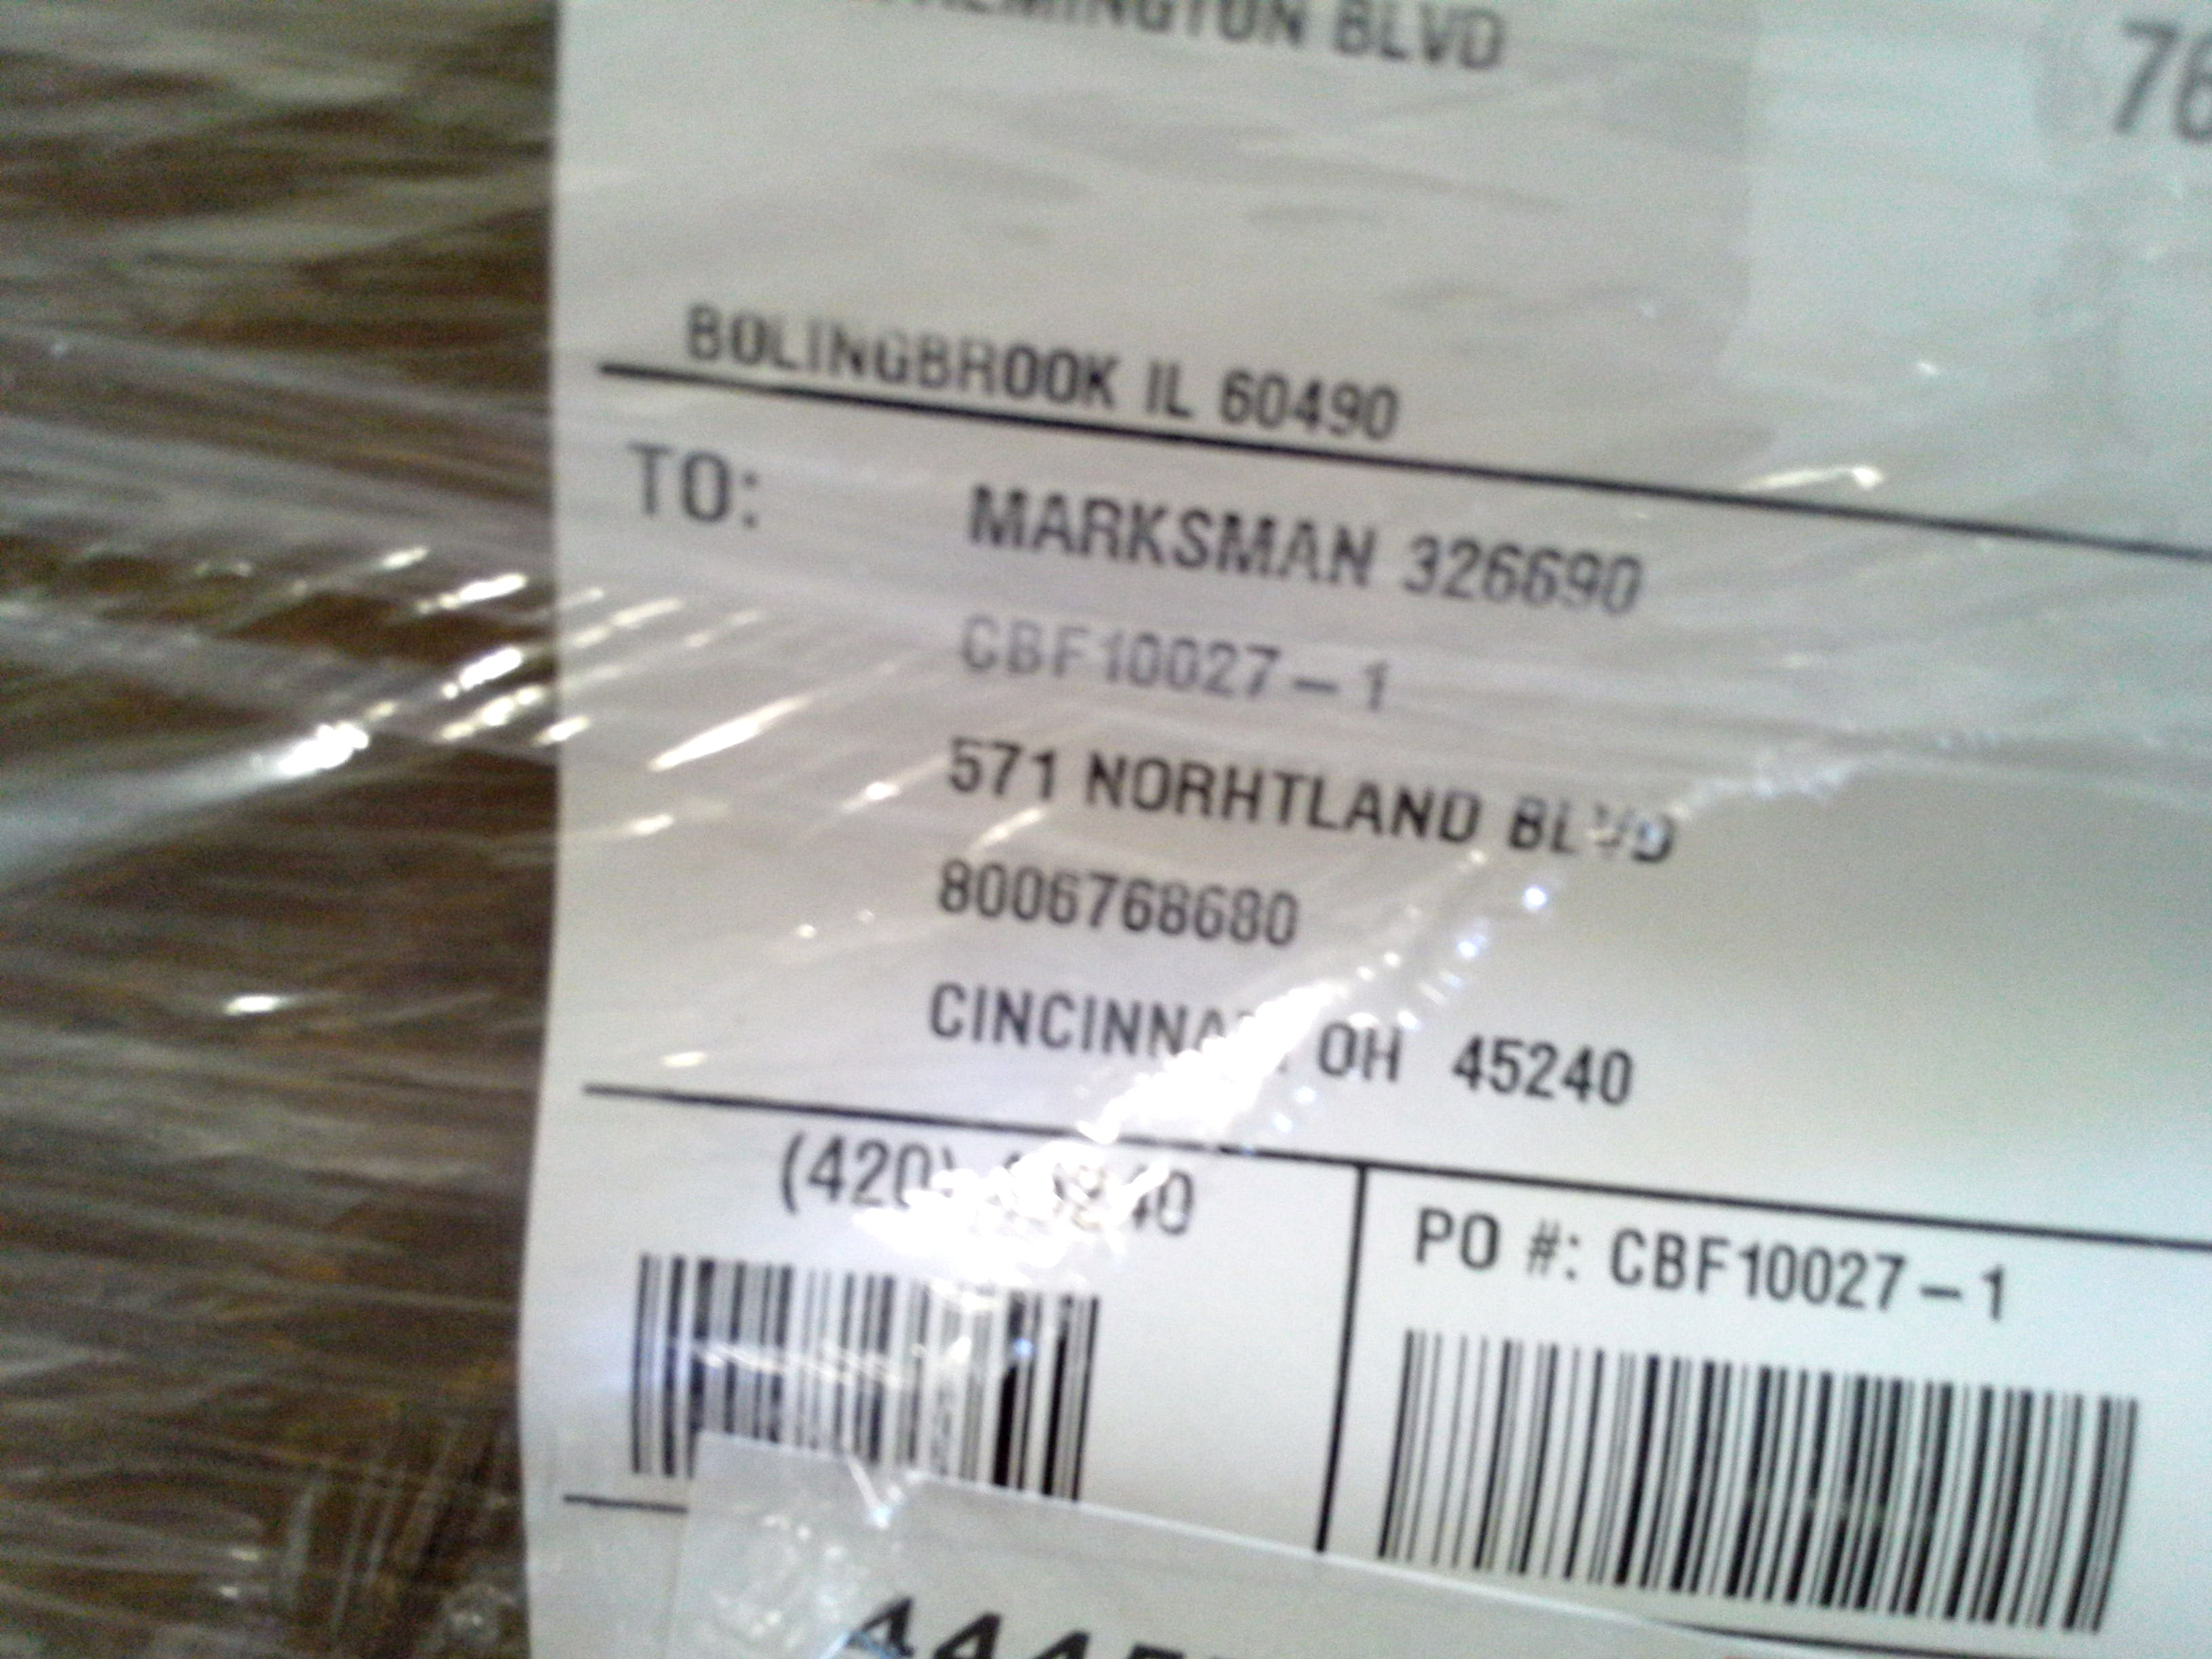 BLVD
76
BOLINGBROOK IL 60490
TO: MARKSMAN 326690
CBF10027-1
571 NORHTLAND BLVD
8006768680
OH 45240
(420)
PO #: CBF10027-1